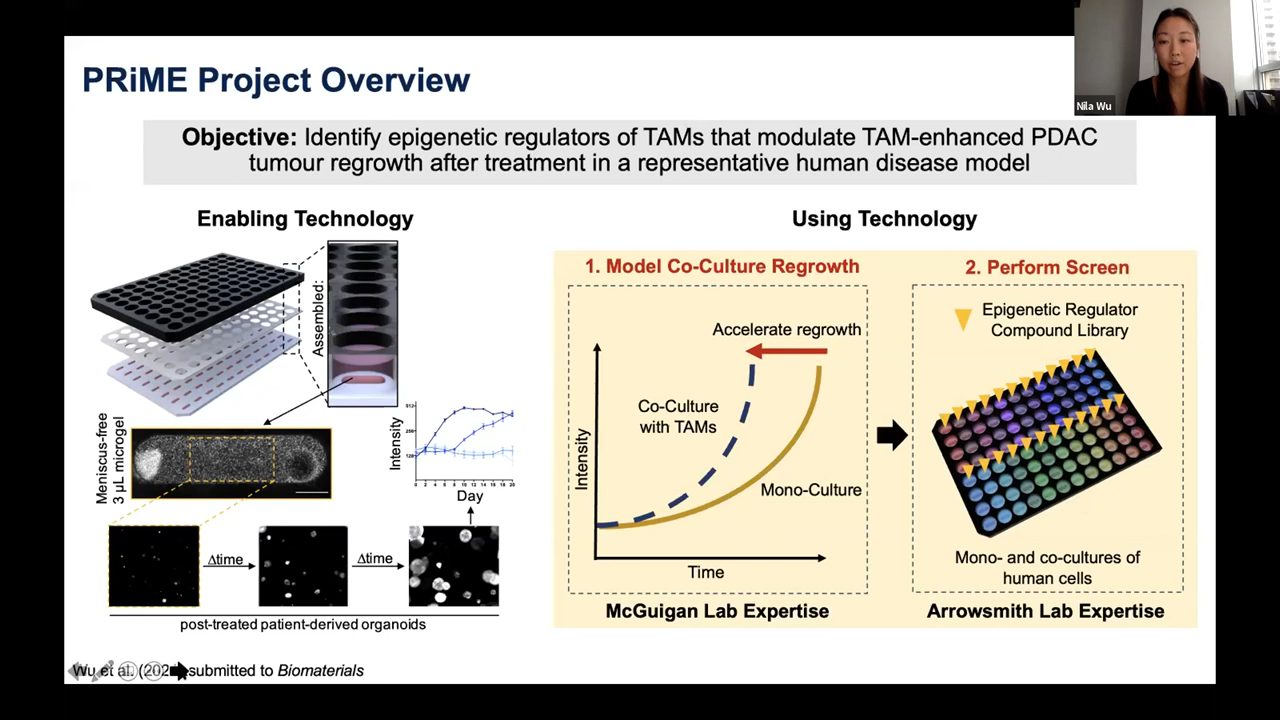 PRiME Project Overview
Nila Wu
Objective: Identify epigenetic regulators of TAMs that modulate TAM-enhanced PDAC
tumour regrowth after treatment in a representative human disease model
Enabling Technology
Assembled:
Meniscus-free
3 µL microgel
Intensity
Day
Δtime
Δtime
post-treated patient-derived organoids
Using Technology
1. Model Co-Culture Regrowth
Accelerate regrowth
Co-Culture
with TAMs
Mono-Culture
Intensity
Time
McGuigan Lab Expertise
2. Perform Screen
Epigenetic Regulator
Compound Library
Mono- and co-cultures of
human cells
Arrowsmith Lab Expertise
Wu et al. submitted to Biomaterials